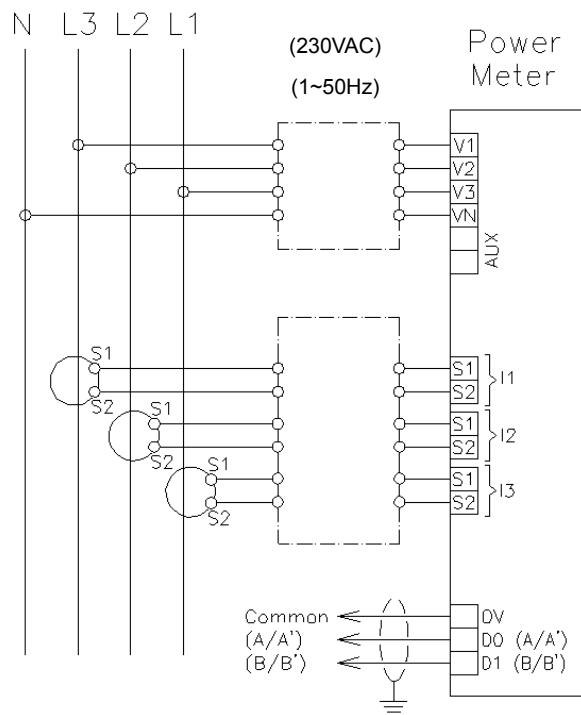 N L3 L2 L1
(230VAC)
(1~50Hz)
Power
Meter
V1
V2
V3
VN
AUX
S1
S2
S1
S2
S1
S2
S1
S2
I1
S1
S2
I2
S1
S2
I3
Common
(A/A')
(B/B')
0V
D0 (A/A')
D1 (B/B')